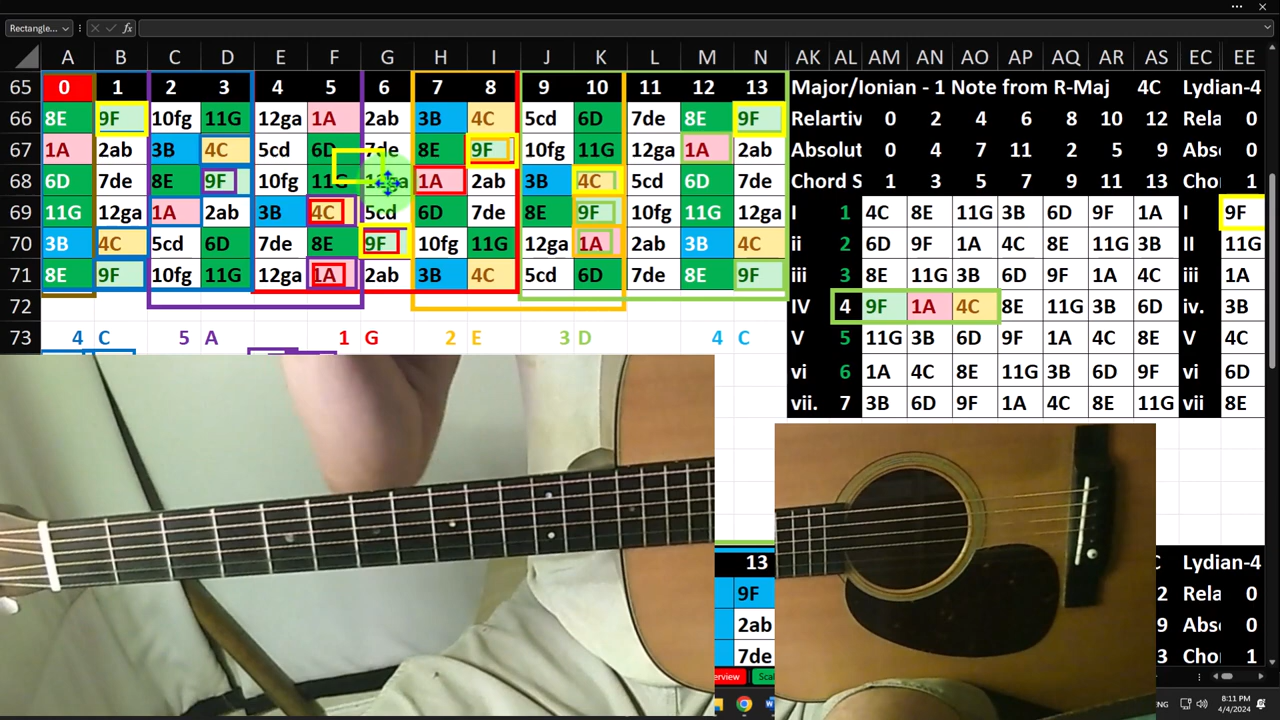 Rectangle... fx
A B C D E F G H I J K L M N AK AL AM AN AO AP AQ AR AS EC EE
65 0 1 2 3 4 5 6 7 8 9 10 11 12 13 Major/Ionian - 1 Note from R-Maj 4C Lydian-4
66 8E 9F 10fg 11G 12ga 1A 2ab 3B 4C 5cd 6D 7de 8E 9F Relartiv 0 2 4 6 8 10 12 Rela 0
67 1A 2ab 3B 4C 5cd 6D 7de 8E 9F 10fg 11G 12ga 1A 2ab Absolut 0 4 7 11 2 5 9 Abs 0
68 6D 7de 8E 9F 10fg 11G 12ga 1A 2ab 3B 4C 5cd 6D 7de Chord S 1 3 5 7 9 11 13 Cho 1
69 11G 12ga 1A 2ab 3B 4C 5cd 6D 7de 8E 9F 10fg 11G 12ga I 1 4C 8E 11G 3B 6D 9F 1A I 9F
70 3B 4C 5cd 6D 7de 8E 9F 10fg 11G 12ga 1A 2ab 3B 4C ii 2 6D 9F 1A 4C 8E 11G 3B II 11G
71 8E 9F 10fg 11G 12ga 1A 2ab 3B 4C 5cd 6D 7de 8E 9F iii 3 8E 11G 3B 6D 9F 1A 4C iii 1A
72 IV 4 9F 1A 4C 8E 11G 3B 6D iv. 3B
73 4 C 5 A 1 G 2 E 3 D 4 C V 5 11G 3B 6D 9F 1A 4C 8E V 4C
vi 6 1A 4C 8E 11G 3B 6D 9F vi 6D
vii. 7 3B 6D 9F 1A 4C 8E 11G vii 8E
13 C Lydian-4
9F 2 Rela 0
2ab 9 Abs 0
7de 3 Cho 1
erview Scal
ENG 8:11 PM
4/4/2024